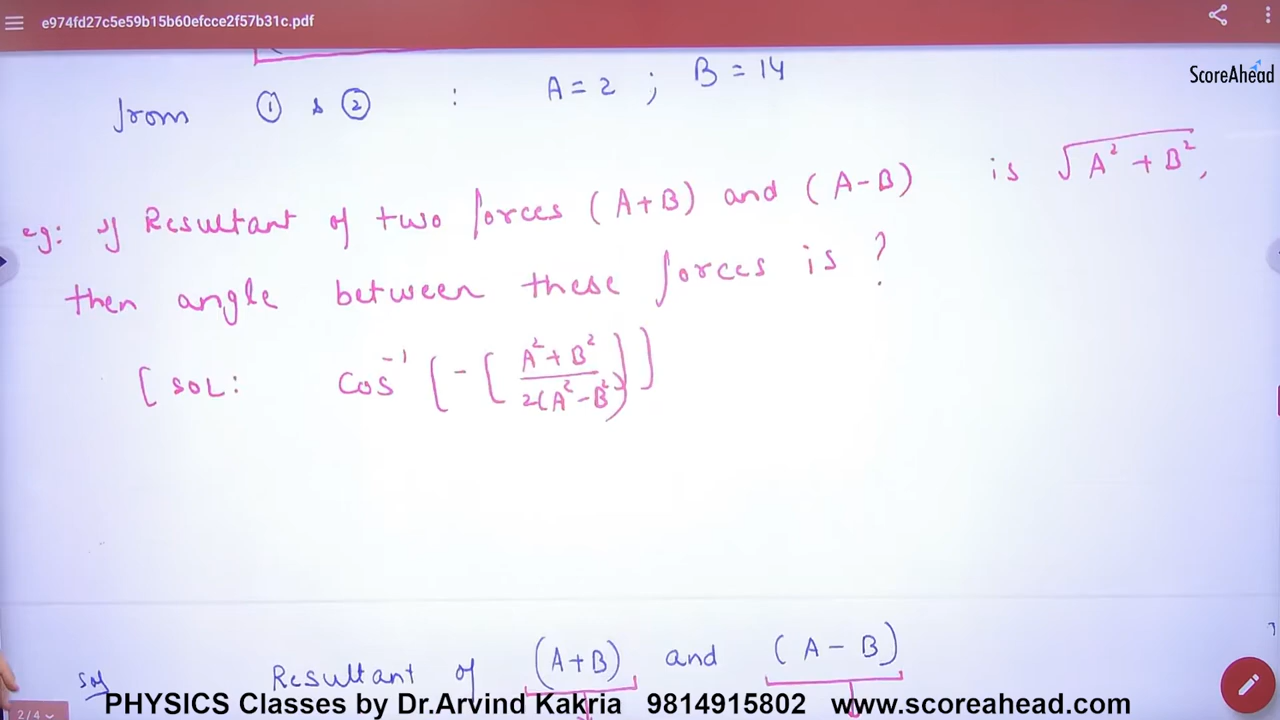 e974fd27c5e59b15b60efcce2f57b31c.pdf
ScoreAhead
from ① & ② : A = 2 ; B = 14
eg: If Resultant of two forces (A+B) and (A-B) is √(A² + B²),
then angle between these forces is ?
[ SOL: Cos⁻¹ [ - [ (A² + B²) / (2(A² - B²)) ] ]
Sol Resultant of (A+B) and (A - B)
PHYSICS Classes by Dr.Arvind Kakria 9814915802 www.scoreahead.com
2/4